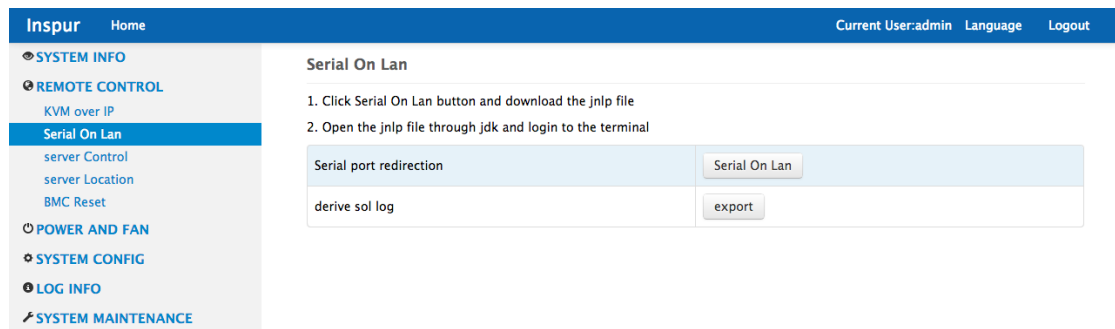 Inspur Home Current User:admin Language Logout
SYSTEM INFO
REMOTE CONTROL
KVM over IP
Serial On Lan
server Control
server Location
BMC Reset
POWER AND FAN
SYSTEM CONFIG
LOG INFO
SYSTEM MAINTENANCE
Serial On Lan
1. Click Serial On Lan button and download the jnlp file
2. Open the jnlp file through jdk and login to the terminal
Serial port redirection Serial On Lan
derive sol log export